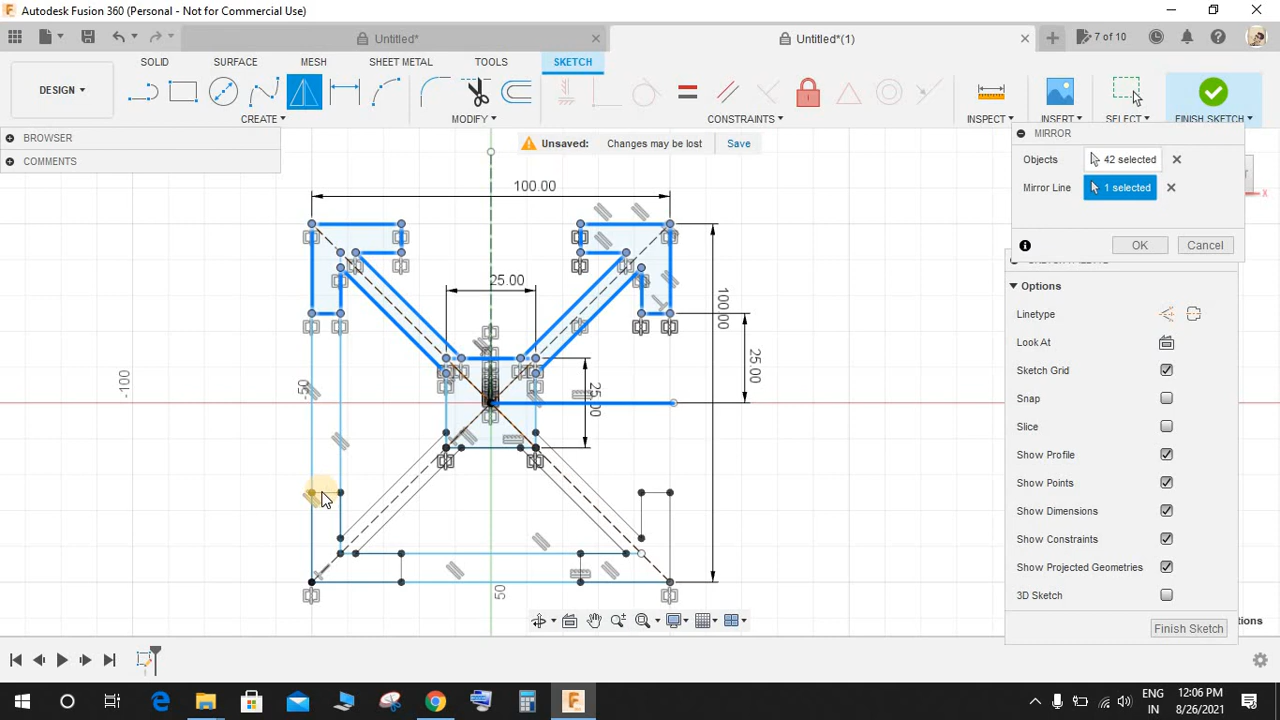 Autodesk Fusion 360 (Personal - Not for Commercial Use)
Untitled*
Untitled*(1)
7 of 10
SOLID
SURFACE
MESH
SHEET METAL
TOOLS
SKETCH
DESIGN
CREATE
MODIFY
CONSTRAINTS
INSPECT
INSERT
SELECT
FINISH SKETCH
BROWSER
COMMENTS
Unsaved: Changes may be lost Save
MIRROR
Objects 42 selected
Mirror Line 1 selected
OK Cancel
Options
Linetype
Look At
Sketch Grid
Snap
Slice
Show Profile
Show Points
Show Dimensions
Show Constraints
Show Projected Geometries
3D Sketch
Finish Sketch
100.00
25.00
100.00
25.00
25.00
-100
-50
50
X
ENG
IN
12:06 PM
8/26/2021